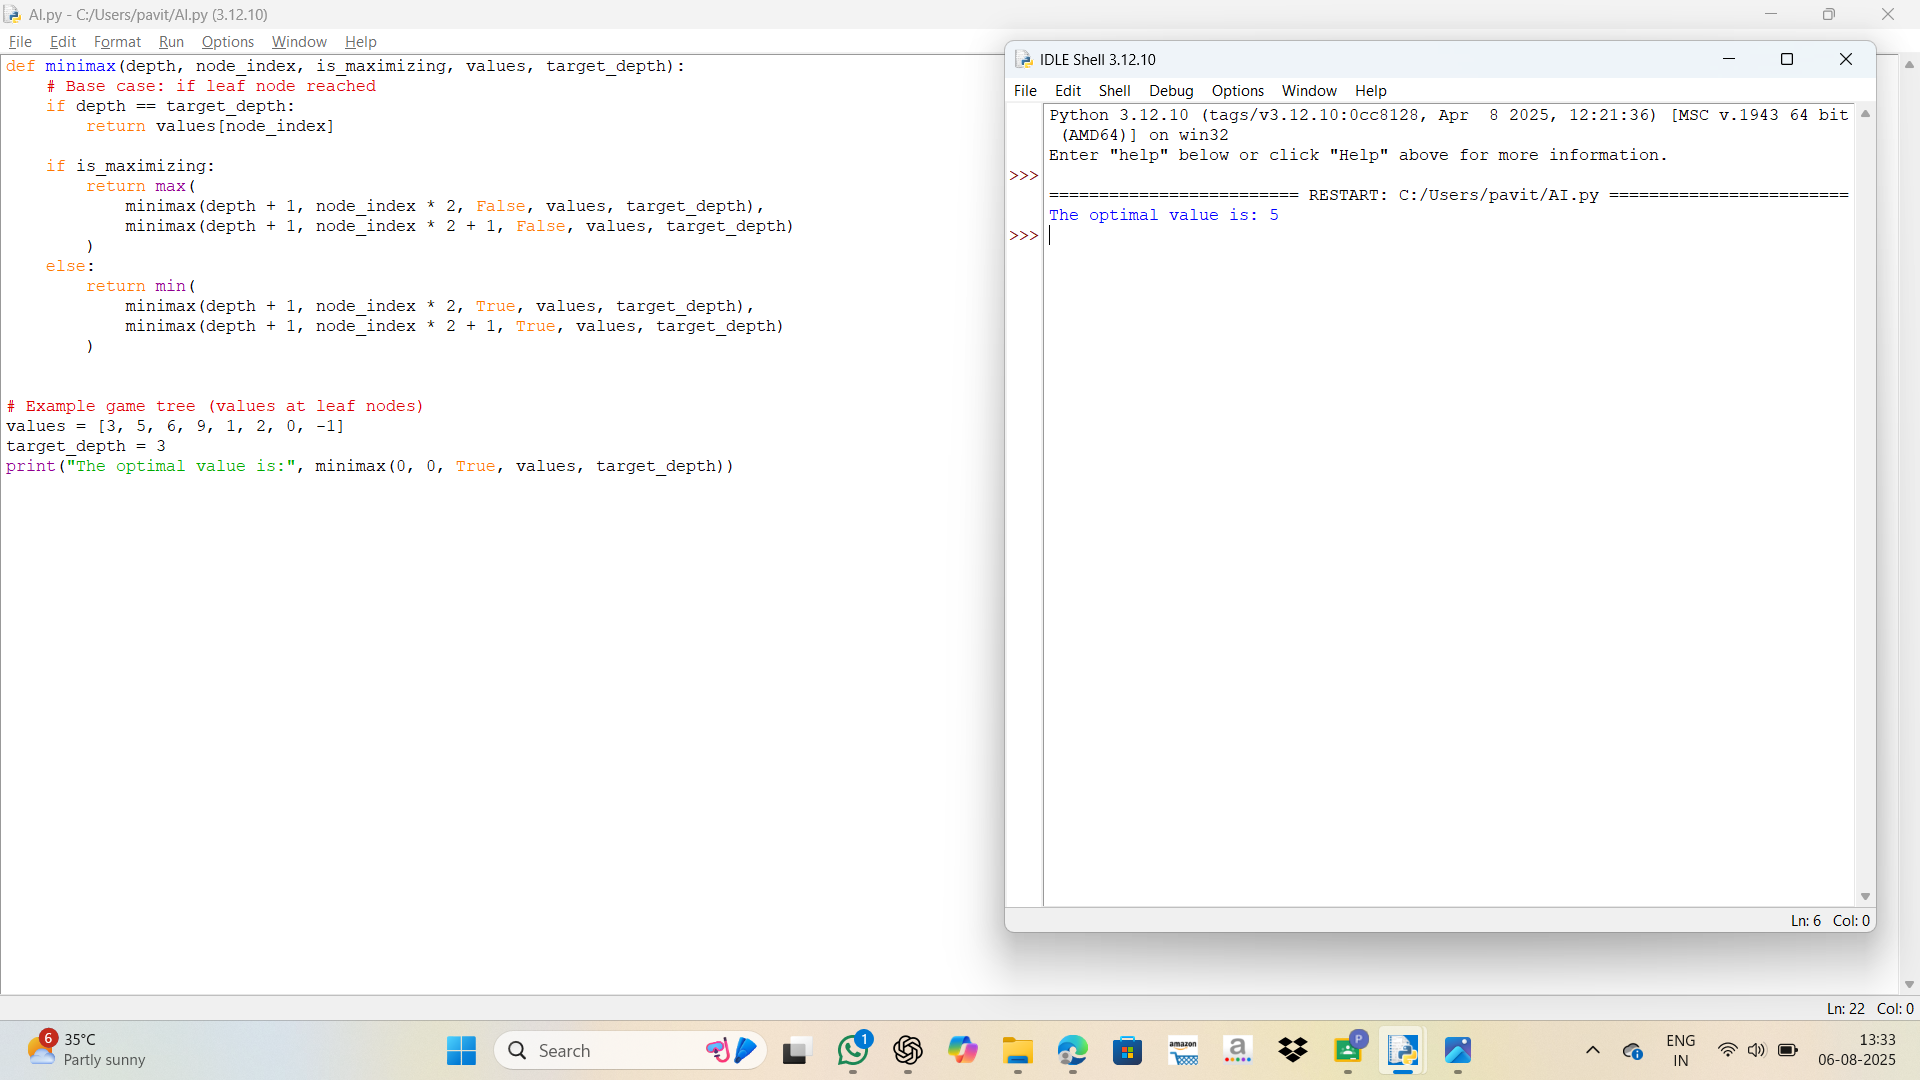 AI.py - C:/Users/pavit/AI.py (3.12.10)
File Edit Format Run Options Window Help
def minimax(depth, node_index, is_maximizing, values, target_depth):
    # Base case: if leaf node reached
    if depth == target_depth:
        return values[node_index]
    if is_maximizing:
        return max(
            minimax(depth + 1, node_index * 2, False, values, target_depth),
            minimax(depth + 1, node_index * 2 + 1, False, values, target_depth)
        )
    else:
        return min(
            minimax(depth + 1, node_index * 2, True, values, target_depth),
            minimax(depth + 1, node_index * 2 + 1, True, values, target_depth)
        )
# Example game tree (values at leaf nodes)
values = [3, 5, 6, 9, 1, 2, 0, -1]
target_depth = 3
print("The optimal value is:", minimax(0, 0, True, values, target_depth))
IDLE Shell 3.12.10
File Edit Shell Debug Options Window Help
Python 3.12.10 (tags/v3.12.10:0cc8128, Apr  8 2025, 12:21:36) [MSC v.1943 64 bit
 (AMD64)] on win32
Enter "help" below or click "Help" above for more information.
>>>
========================= RESTART: C:/Users/pavit/AI.py ========================
The optimal value is: 5
>>>
Ln: 6 Col: 0
Ln: 22 Col: 0
6
35°C
Partly sunny
Search
1
amazon
a
P
ENG
IN
13:33
06-08-2025